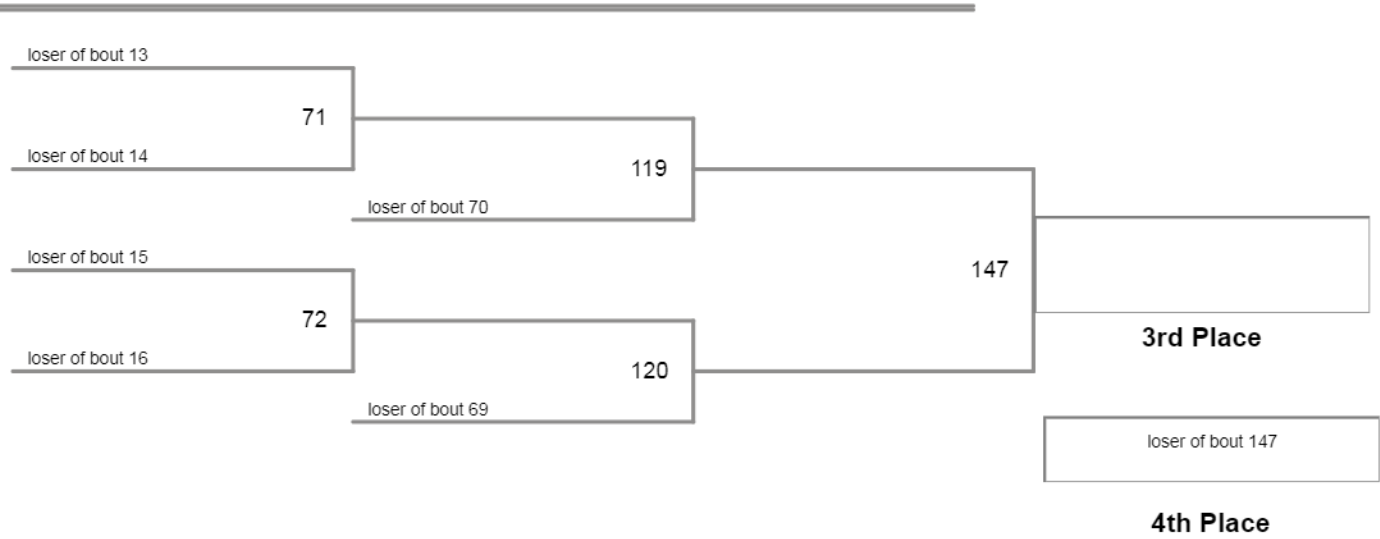 loser of bout 13
71
loser of bout 14
119
loser of bout 70
loser of bout 15
147
72
3rd Place
loser of bout 16
120
loser of bout 69
loser of bout 147
4th Place